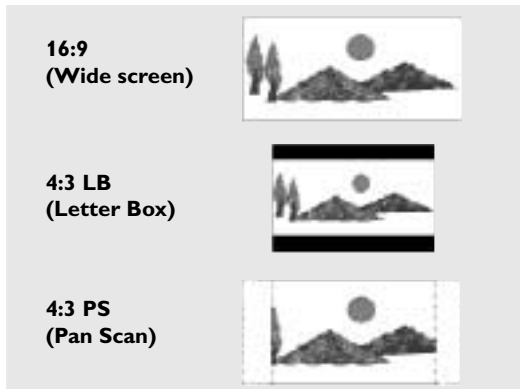 16:9
(Wide screen)
4:3 LB
(Letter Box)
4:3 PS
(Pan Scan)